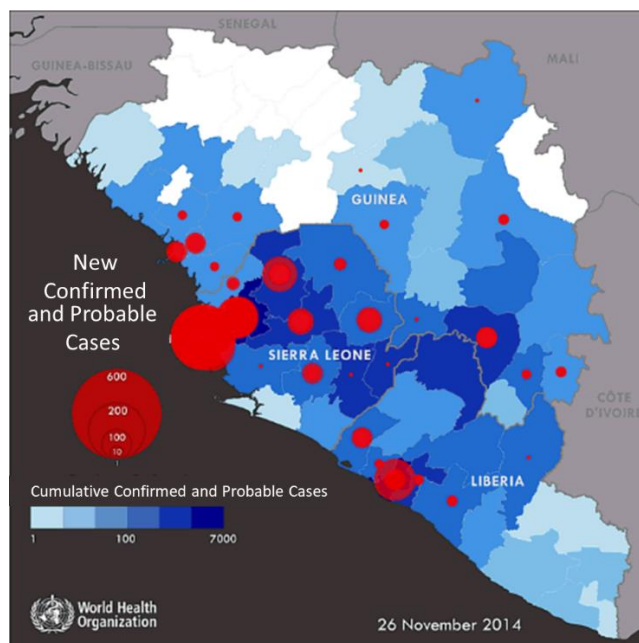 SENEGAL
GUINEA-BISSAU
MALI
GUINEA
New
Confirmed
and Probable
Cases
600
200
100
10
SIERRA LEONE
CÔTE
D'IVOIRE
LIBERIA
Cumulative Confirmed and Probable Cases
1
100
7000
World Health
Organization
26 November 2014